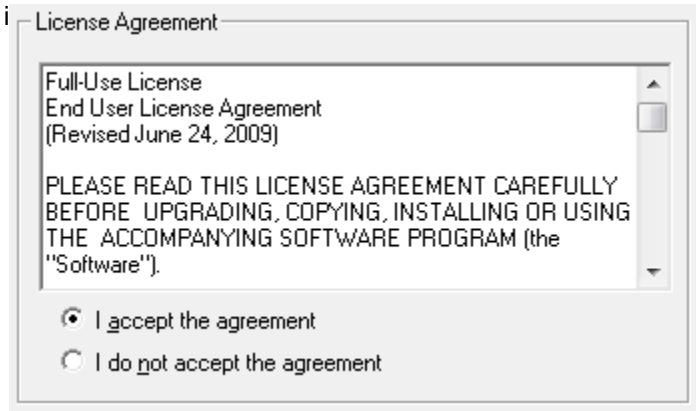 i
License Agreement
Full-Use License
End User License Agreement
(Revised June 24, 2009)
PLEASE READ THIS LICENSE AGREEMENT CAREFULLY
BEFORE  UPGRADING, COPYING, INSTALLING OR USING
THE  ACCOMPANYING SOFTWARE PROGRAM (the
"Software").
I accept the agreement
I do not accept the agreement